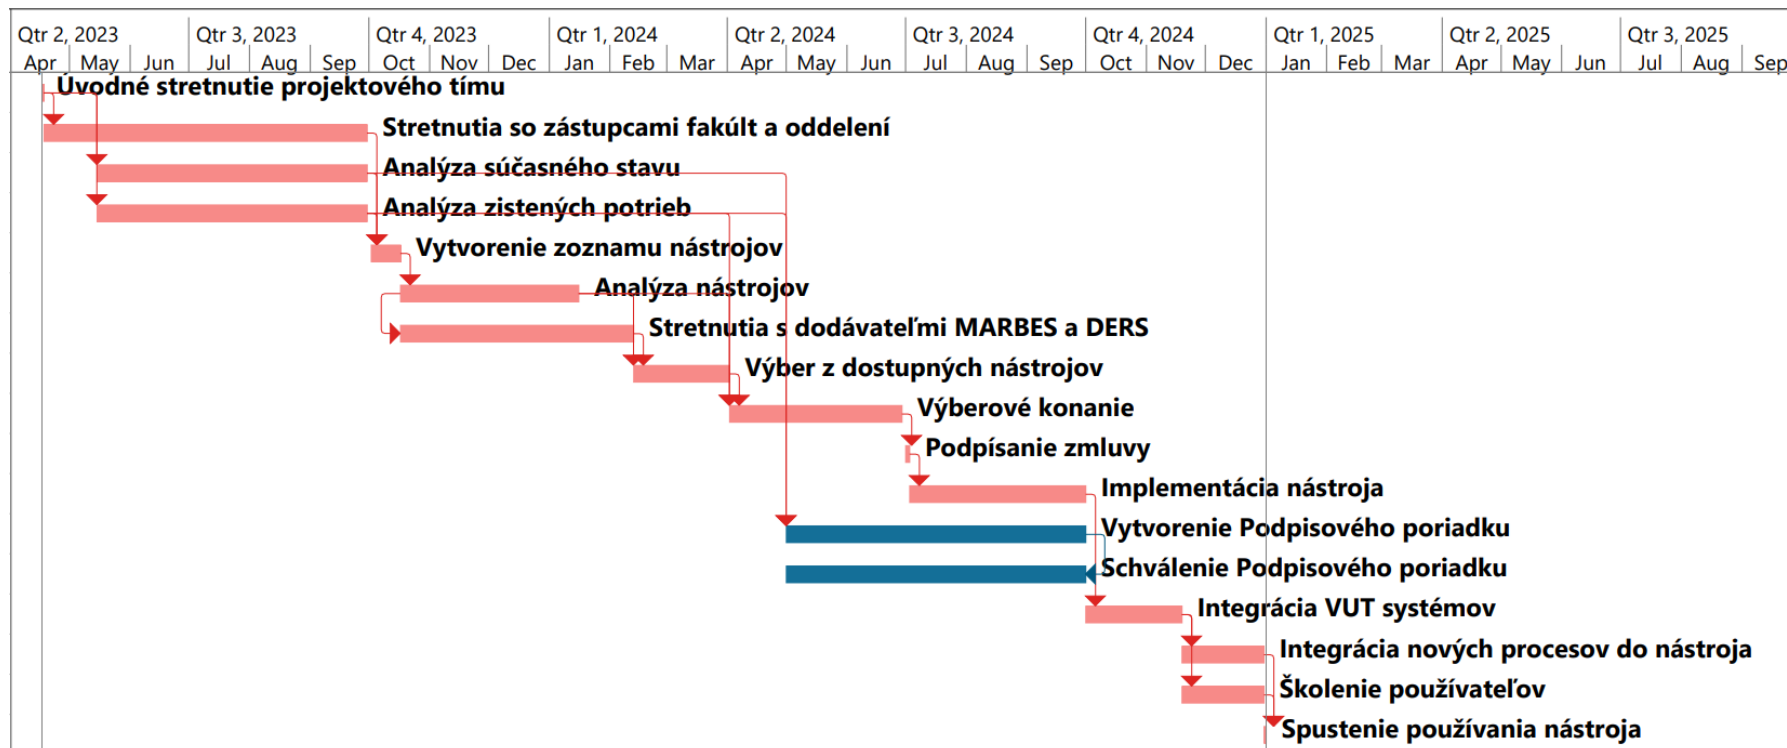 Qtr 2, 2023 Qtr 3, 2023 Qtr 4, 2023 Qtr 1, 2024 Qtr 2, 2024 Qtr 3, 2024 Qtr 4, 2024 Qtr 1, 2025 Qtr 2, 2025 Qtr 3, 2025
Apr May Jun Jul Aug Sep Oct Nov Dec Jan Feb Mar Apr May Jun Jul Aug Sep Oct Nov Dec Jan Feb Mar Apr May Jun Jul Aug Sep
Úvodné stretnutie projektového tímu
Stretnutia so zástupcami fakúlt a oddelení
Analýza súčasného stavu
Analýza zistených potrieb
Vytvorenie zoznamu nástrojov
Analýza nástrojov
Stretnutia s dodávateľmi MARBES a DERS
Výber z dostupných nástrojov
Výberové konanie
Podpísanie zmluvy
Implementácia nástroja
Vytvorenie Podpisového poriadku
Schválenie Podpisového poriadku
Integrácia VUT systémov
Integrácia nových procesov do nástroja
Školenie používateľov
Spustenie používania nástroja